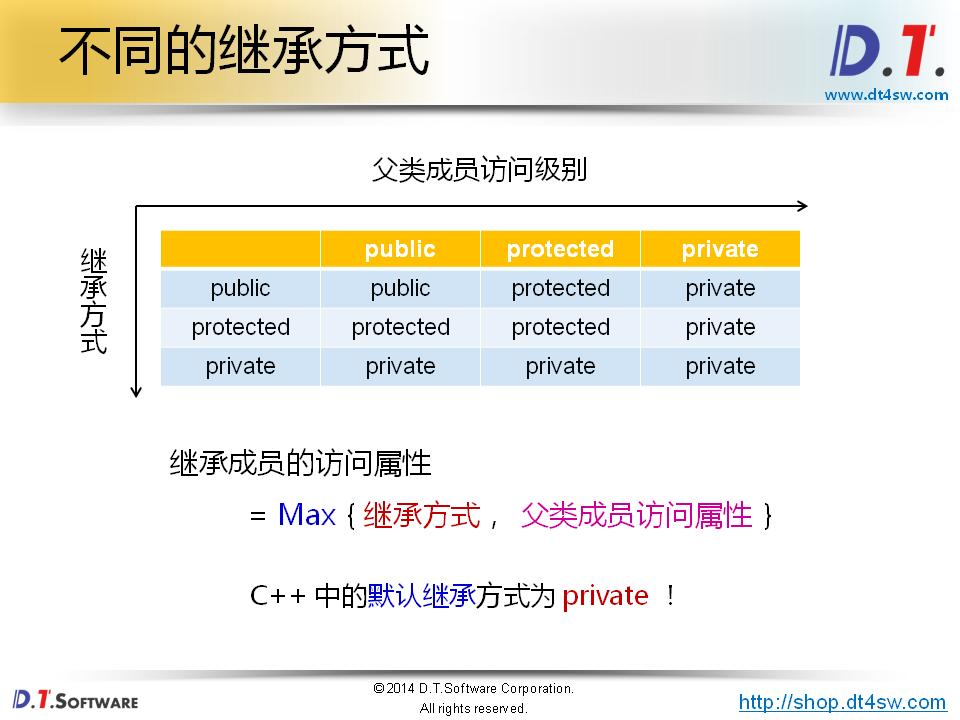 不同的继承方式
D.T.
www.dt4sw.com
父类成员访问级别
继承方式
public protected private
public public protected private
protected protected protected private
private private private private
继承成员的访问属性
= Max { 继承方式 , 父类成员访问属性 }
C++ 中的默认继承方式为 private ！
D.T.SOFTWARE
©2014 D.T.Software Corporation.
All rights reserved.
http://shop.dt4sw.com